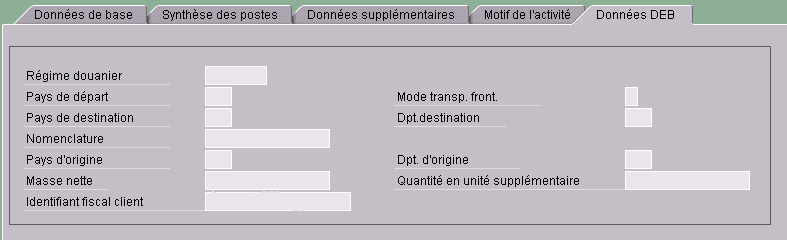 Données de base Synthèse des postes Données supplémentaires Motif de l'activité Données DEB
Régime douanier
Pays de départ Mode transp. front.
Pays de destination Dpt.destination
Nomenclature
Pays d'origine Dpt. d'origine
Masse nette Quantité en unité supplémentaire
Identifiant fiscal client